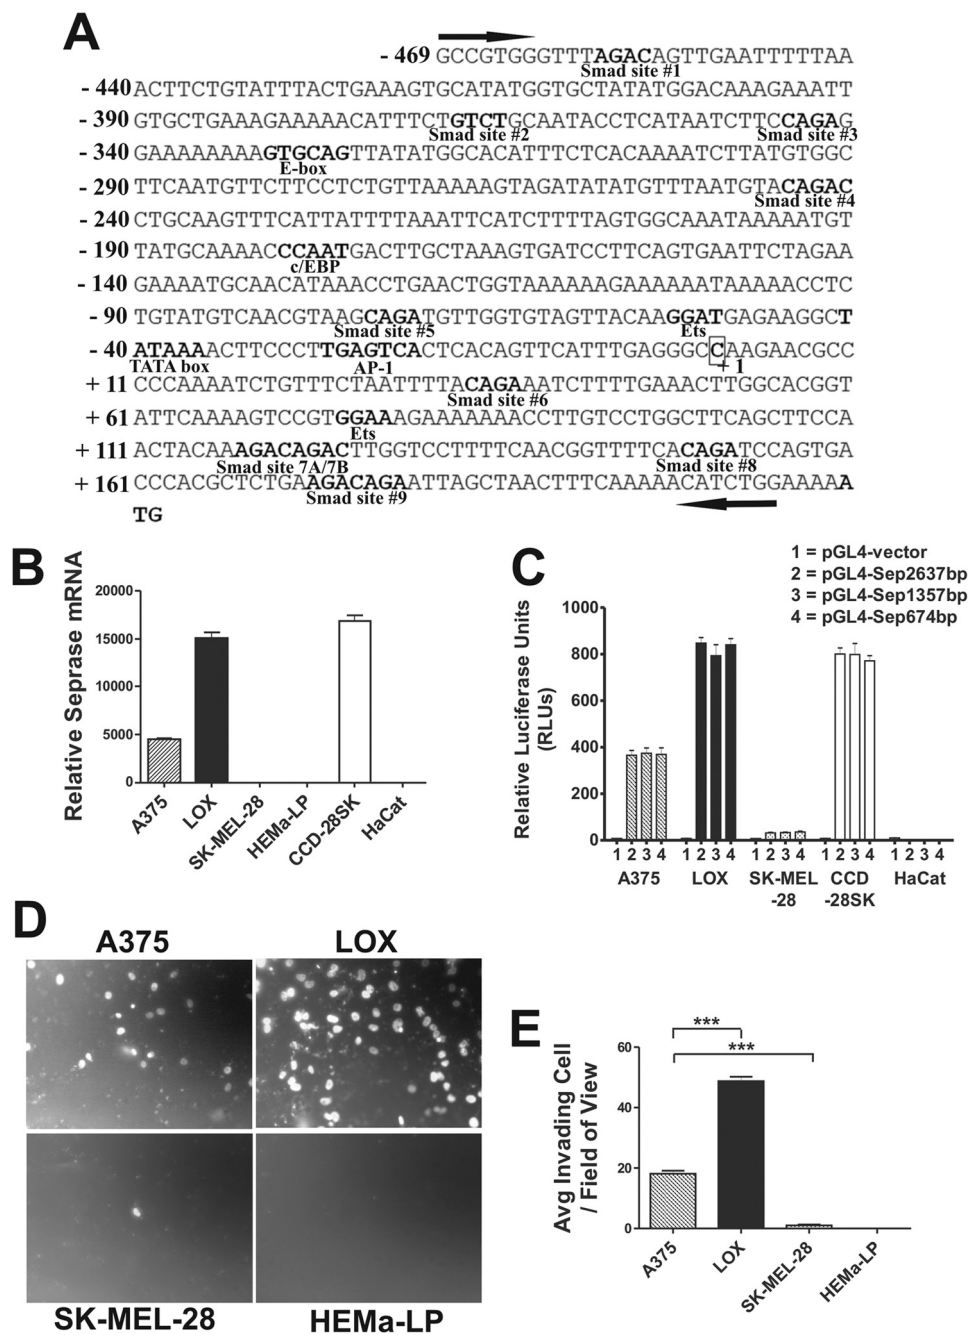 A
- 469 GCCGTGGGTTTAGACAGTTGAATTTTTAA
Smad site #1
- 440 ACTTCTGTATTTACTGAAAGTGCATATGGTGCTATATGGACAAAGAAATT
- 390 GTGCTGAAAGAAAAACATTTCTGTCTGCAATACCTCATAATCTTCCAGAG
Smad site #2 Smad site #3
- 340 GAAAAAAAAAGTGCAGTTATATGGCACATTTCTCACAAAATCTTATGTGGC
E-box
- 290 TTCAATGTTCTTCCTCTGTTAAAAAGTAGATATATGTTTAATGTACAGAC
Smad site #4
- 240 CTGCAAGTTTCATTATTTTAAATTCATCTTTTAGTGGCAAATAAAAATGT
- 190 TATGCAAAACCCAATGACTTGCTAAAGTGATCCTTCAGTGAATTCTAGAA
c/EBP
- 140 GAAAATGCAACATAAACCTGAACTGGTAAAAAAGAAAAAATAAAAACCTC
- 90 TGTATGTCAACGTAAGCAGATGTTGGTGTAGTTACAAGGATGAGAAGGCT
Smad site #5 Ets
- 40 ATAAAACTTCCCTTGAGTCACTCACAGTTCATTTGAGGGCCAAGAACGCC
TATA box AP-1 + 1
+ 11 CCCAAAATCTGTTTCTAATTTTACAGAAATCTTTTGAAACTTGGCACGGT
Smad site #6
+ 61 ATTCAAAAGTCCGTGGAAAGAAAAAAAACCTTGTCCTGGCTTCAGCTTCCA
Ets
+ 111 ACTACAAAGACAGACTTGGTCCTTTTCAACGGTTTTCACAGATCCAGTGA
Smad site 7A/7B Smad site #8
+ 161 CCCACGCTCTGAAGACAGAATTAGCTAACTTTCAAAAACATCTGGAAAAA
Smad site #9
TG
B
Relative Seprase mRNA
20000
15000
10000
5000
0
A375 LOX SK-MEL-28 HEMa-LP CCD-28SK HaCat
C
1 = pGL4-vector
2 = pGL4-Sep2637bp
3 = pGL4-Sep1357bp
4 = pGL4-Sep674bp
Relative Luciferase Units
(RLUs)
1000
800
600
400
200
0
1 2 3 4 1 2 3 4 1 2 3 4 1 2 3 4 1 2 3 4
A375 LOX SK-MEL CCD HaCat
-28 -28SK
D
A375 LOX
SK-MEL-28 HEMa-LP
E
***
***
Avg Invading Cell
/ Field of View
60
40
20
0
A375 LOX SK-MEL-28 HEMa-LP